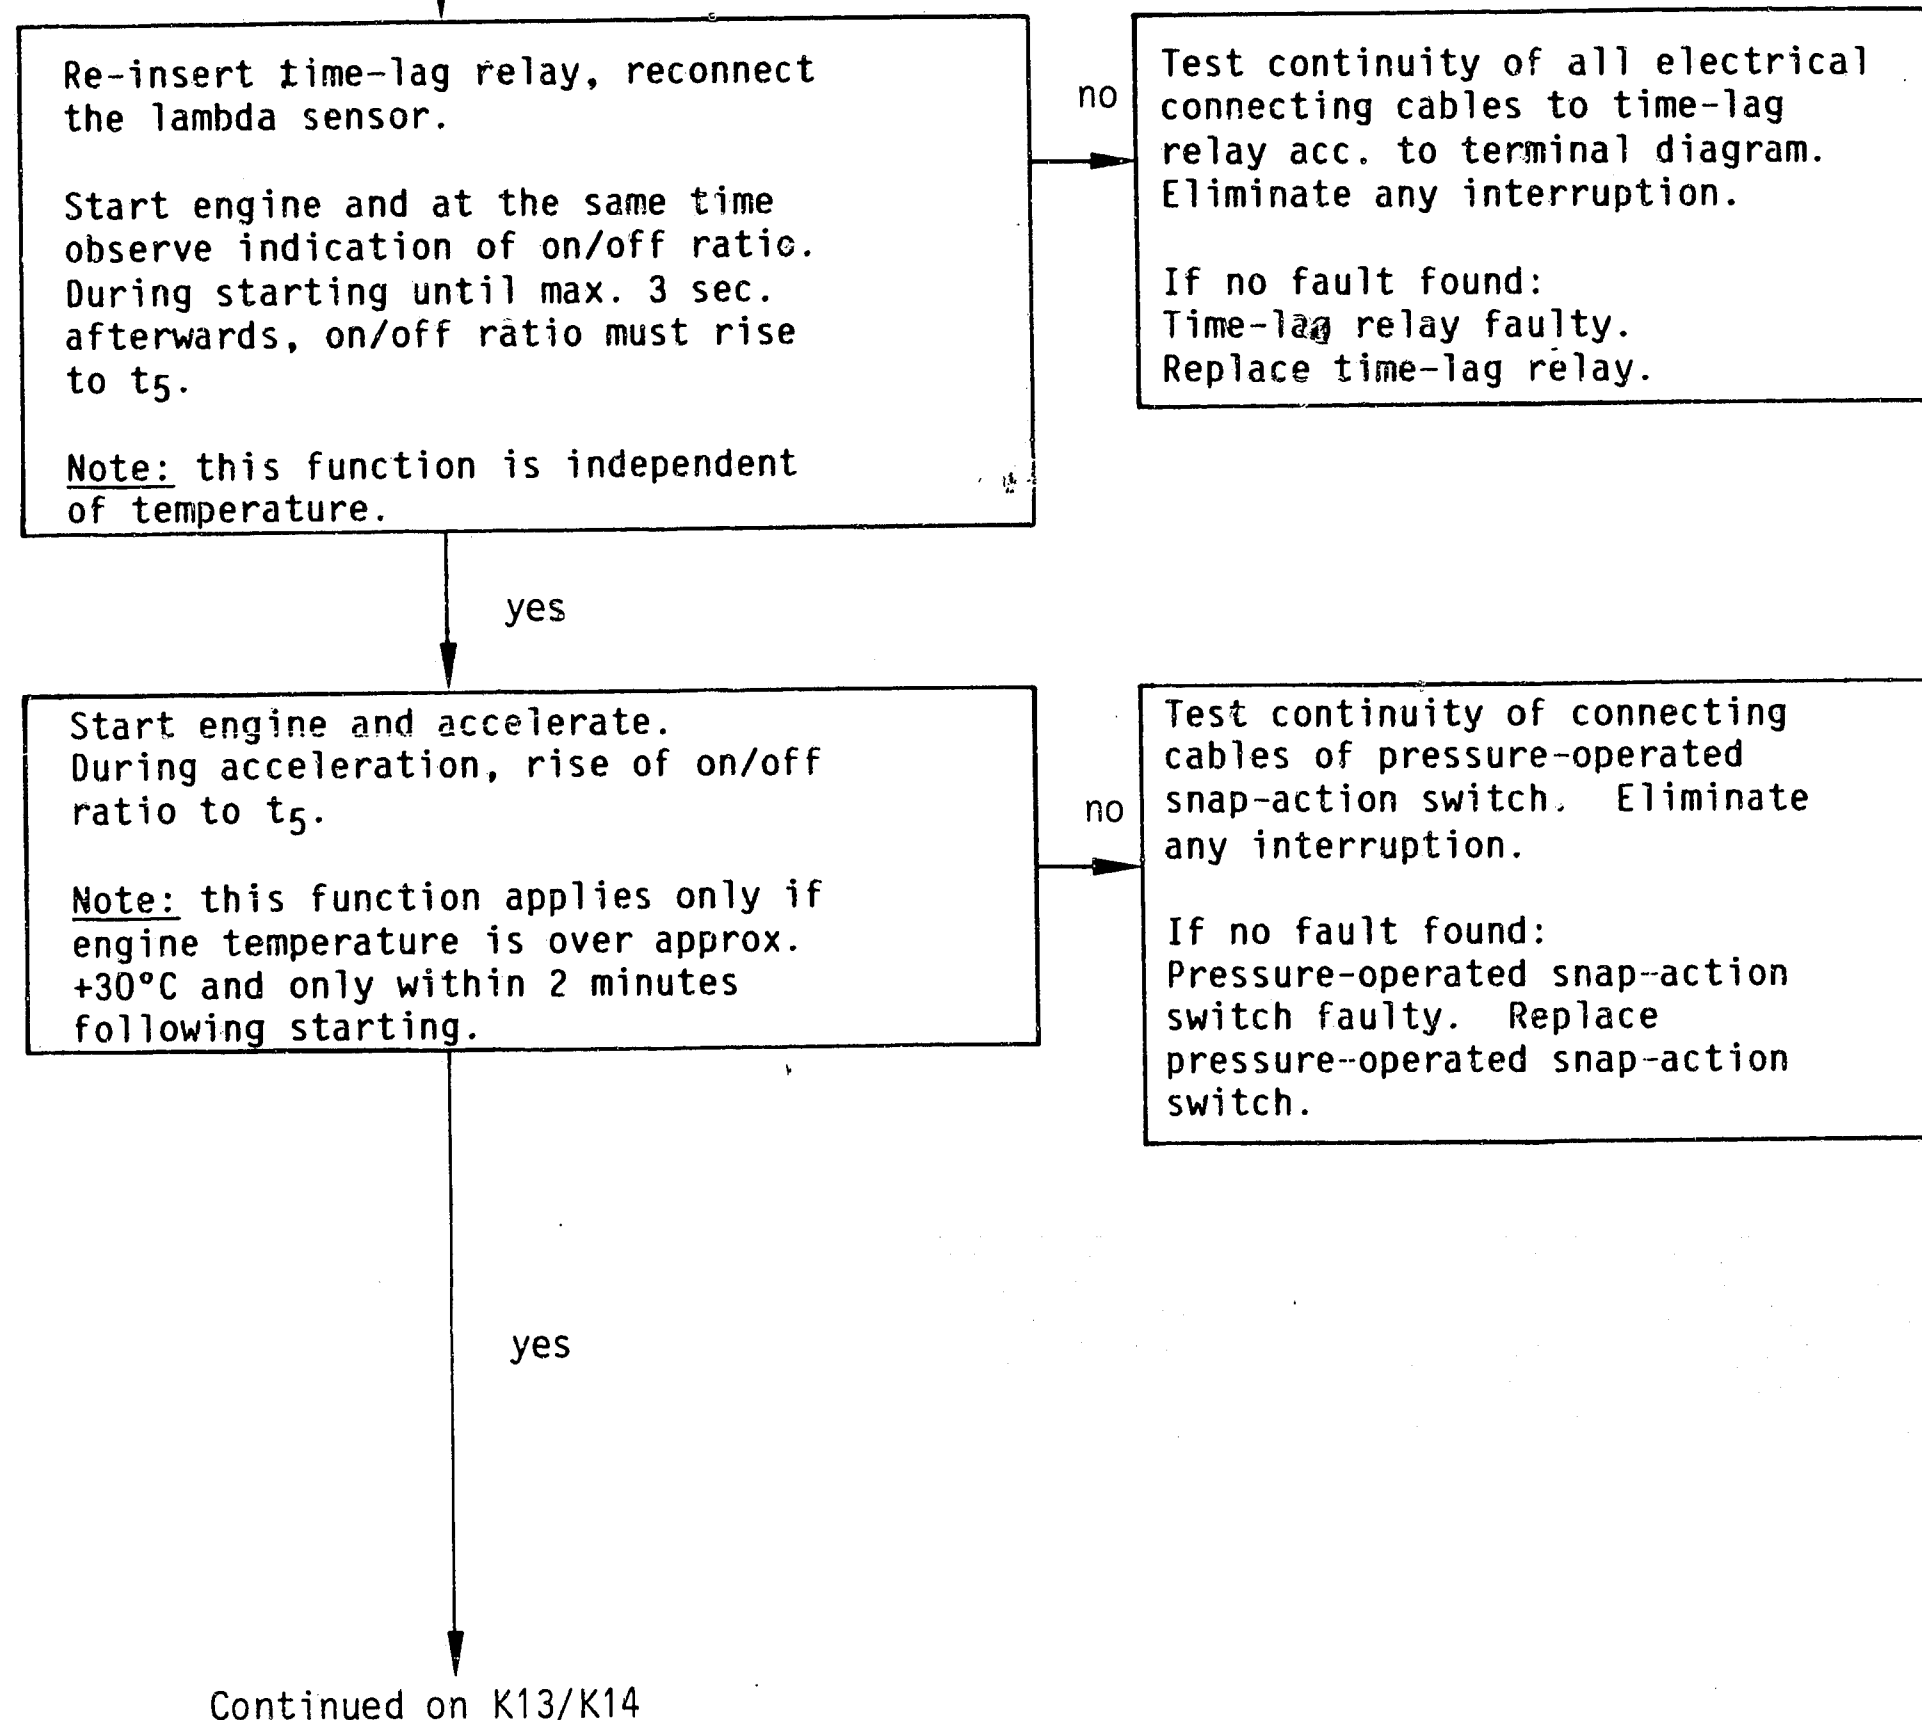 Re-insert time-lag relay, reconnect
the lambda sensor.
Start engine and at the same time
observe indication of on/off ratio.
During starting until max. 3 sec.
afterwards, on/off ratio must rise
to t5.
Note: this function is independent
of temperature.
no
Test continuity of all electrical
connecting cables to time-lag
relay acc. to terminal diagram.
Eliminate any interruption.
If no fault found:
Time-lag relay faulty.
Replace time-lag relay.
yes
Start engine and accelerate.
During acceleration, rise of on/off
ratio to t5.
Note: this function applies only if
engine temperature is over approx.
+30°C and only within 2 minutes
following starting.
no
Test continuity of connecting
cables of pressure-operated
snap-action switch. Eliminate
any interruption.
If no fault found:
Pressure-operated snap-action
switch faulty. Replace
pressure-operated snap-action
switch.
yes
Continued on K13/K14